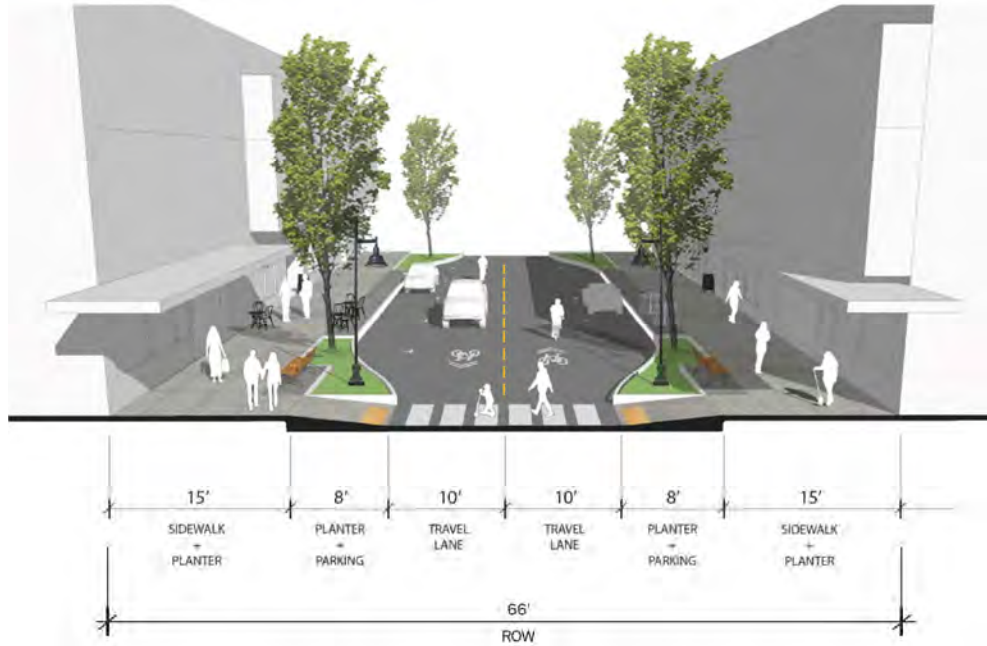 15' 8' 10' 10' 8' 15'
SIDEWALK
+
PLANTER
PLANTER
+
PARKING
TRAVEL
LANE
TRAVEL
LANE
PLANTER
+
PARKING
SIDEWALK
+
PLANTER
66'
ROW